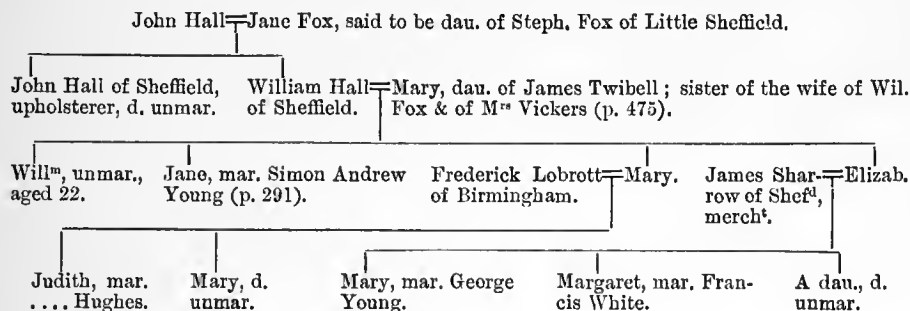 John Hall=Jane Fox, said to be dau. of Steph. Fox of Little Sheffield.
John Hall of Sheffield, William Hall=Mary, dau. of James Twibell; sister of the wife of Wil.
upholsterer, d. unmar. of Sheffield. Fox & of Mrs Vickers (p. 475).
Willm, unmar., Jane, mar. Simon Andrew Frederick Lobrott=Mary. James Shar-=Elizab.
aged 22. Young (p. 291). of Birmingham. row of Shefd,
mercht.
Judith, mar. Mary, d. Mary, mar. George Margaret, mar. Fran- A dau., d.
.... Hughes. unmar. Young. cis White. unmar.